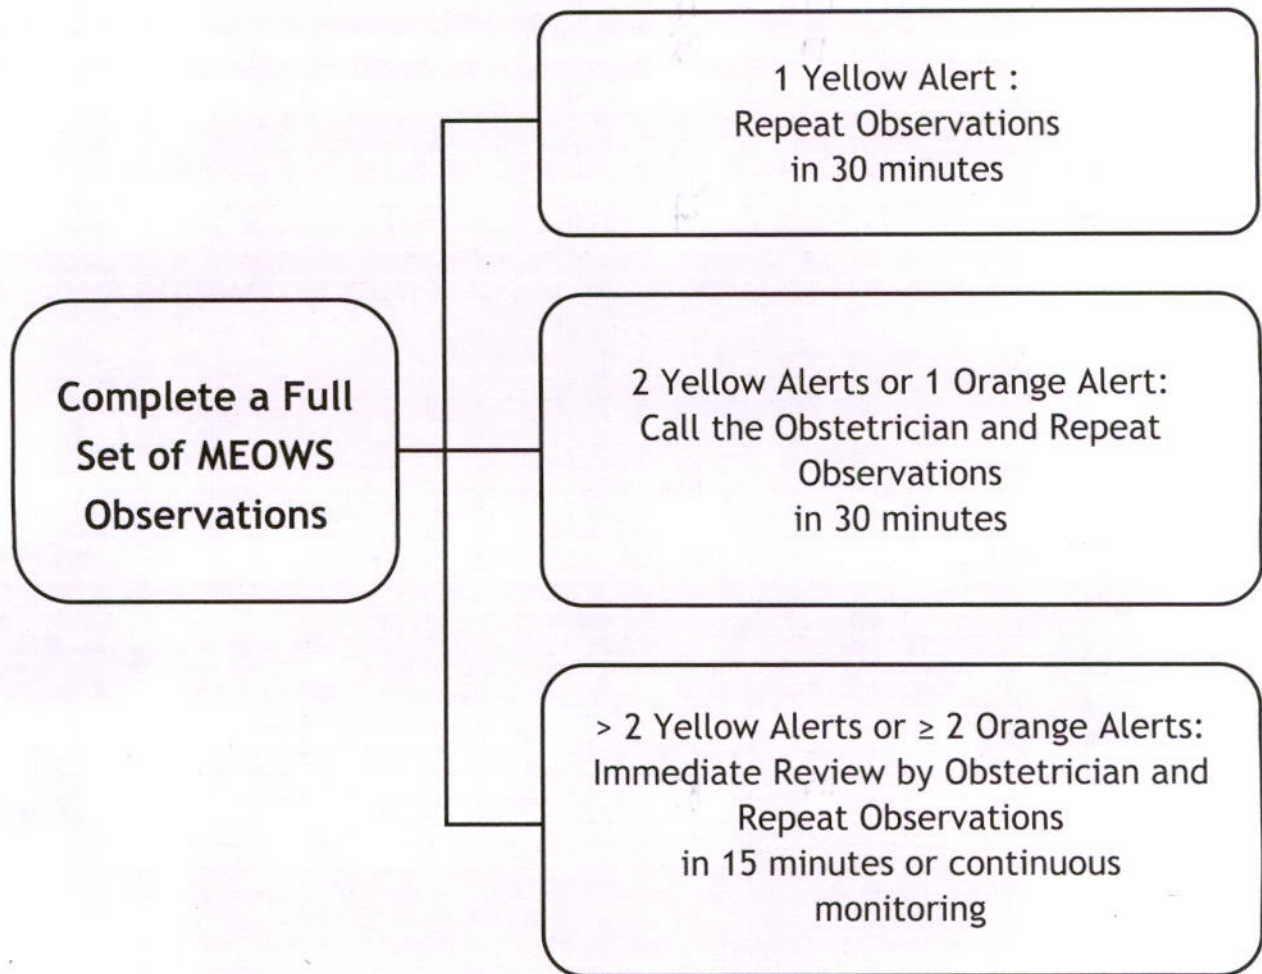 1 Yellow Alert :
Repeat Observations
in 30 minutes
Complete a Full
Set of MEOWS
Observations
2 Yellow Alerts or 1 Orange Alert:
Call the Obstetrician and Repeat
Observations
in 30 minutes
> 2 Yellow Alerts or ≥ 2 Orange Alerts:
Immediate Review by Obstetrician and
Repeat Observations
in 15 minutes or continuous
monitoring